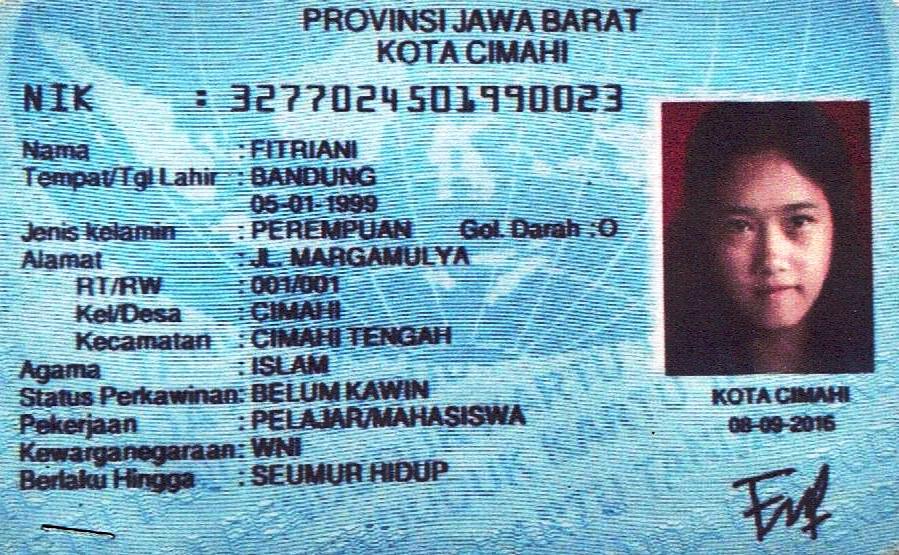 PROVINSI JAWA BARAT
KOTA CIMAHI
NIK : 3277024501990023
Nama : FITRIANI
Tempat/Tgl Lahir : BANDUNG
05-01-1999
Jenis kelamin : PEREMPUAN Gol. Darah : O
Alamat : JL. MARGAMULYA
RT/RW : 001/001
Kel/Desa : CIMAHI
Kecamatan : CIMAHI TENGAH
Agama : ISLAM
Status Perkawinan: BELUM KAWIN
Pekerjaan : PELAJAR/MAHASISWA
Kewarganegaraan: WNI
Berlaku Hingga : SEUMUR HIDUP
KOTA CIMAHI
08-09-2016